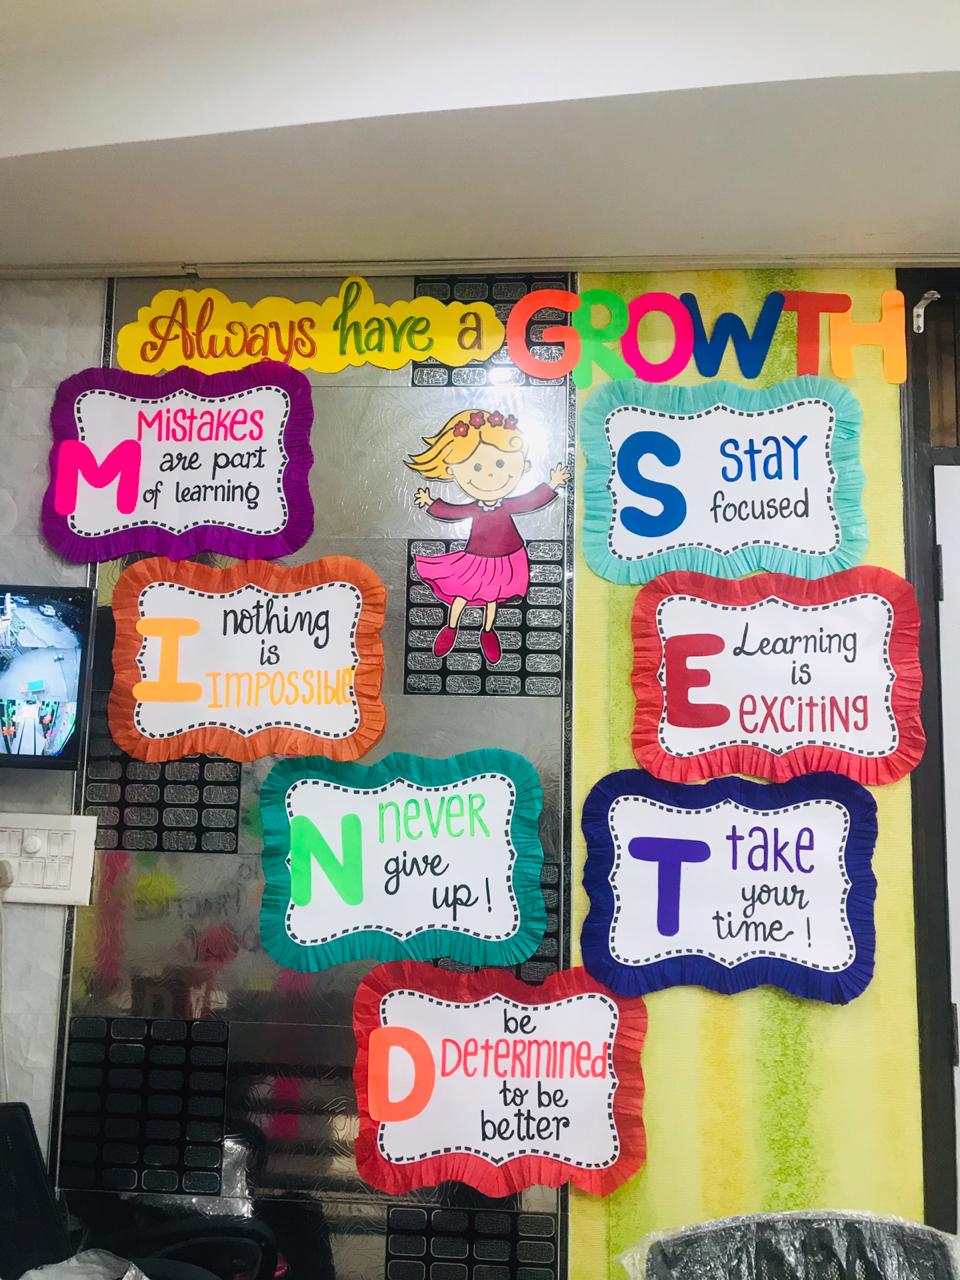 Always have a GROWTH
M
Mistakes
are part
of learning
I
nothing
is
IMPOSSIBLE
N
never
give
up!
D
be
Determined
to be
better
S
Stay
focused
E
Learning
is
exciting
T
take
your
time!